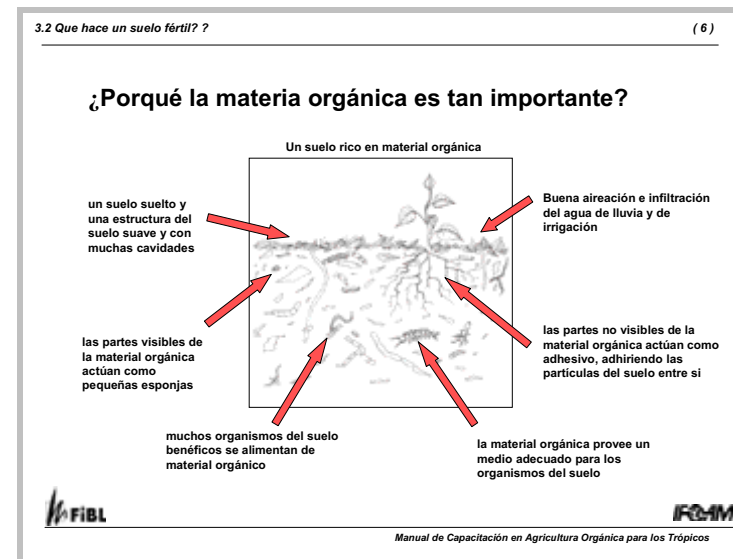 3.2 Que hace un suelo fértil? ?
( 6 )
¿Porqué la materia orgánica es tan importante?
Un suelo rico en material orgánica
un suelo suelto y
una estructura del
suelo suave y con
muchas cavidades
Buena aireación e infiltración
del agua de lluvia y de
irrigación
las partes visibles de
la material orgánica
actúan como
pequeñas esponjas
las partes no visibles de la
material orgánica actúan como
adhesivo, adhiriendo las
partículas del suelo entre si
muchos organismos del suelo
benéficos se alimentan de
material orgánico
la material orgánica provee un
medio adecuado para los
organismos del suelo
FiBL
IFOAM
Manual de Capacitación en Agricultura Orgánica para los Trópicos